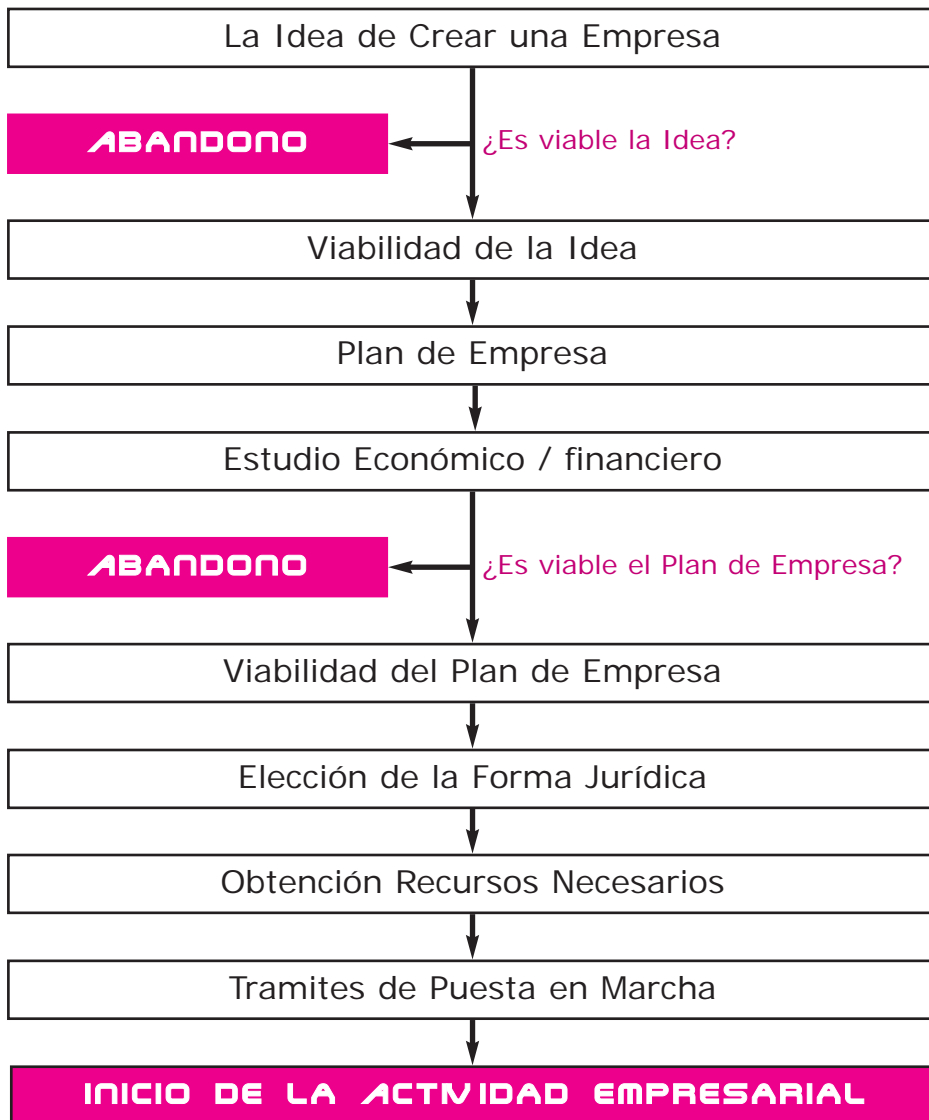 La Idea de Crear una Empresa
ABANDONO
¿Es viable la Idea?
Viabilidad de la Idea
Plan de Empresa
Estudio Económico / financiero
ABANDONO
¿Es viable el Plan de Empresa?
Viabilidad del Plan de Empresa
Elección de la Forma Jurídica
Obtención Recursos Necesarios
Tramites de Puesta en Marcha
INICIO DE LA ACTIVIDAD EMPRESARIAL